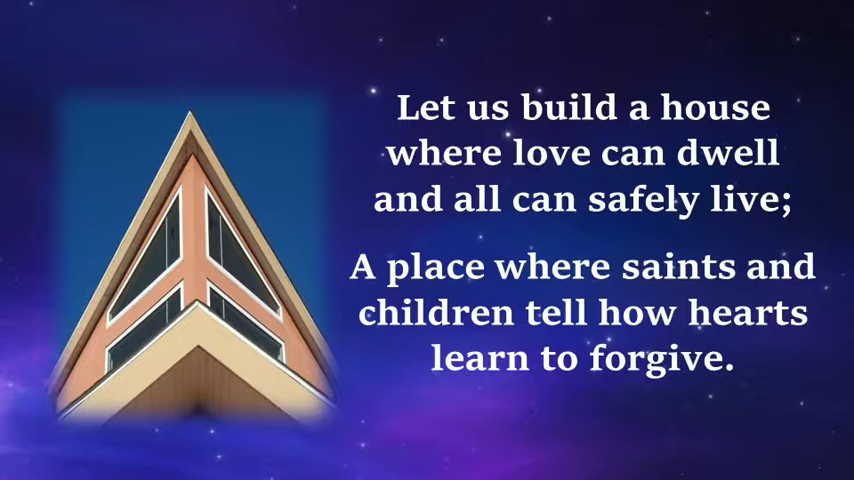 Let us build a house
where love can dwell
and all can safely live;
A place where saints and
children tell how hearts
learn to forgive.